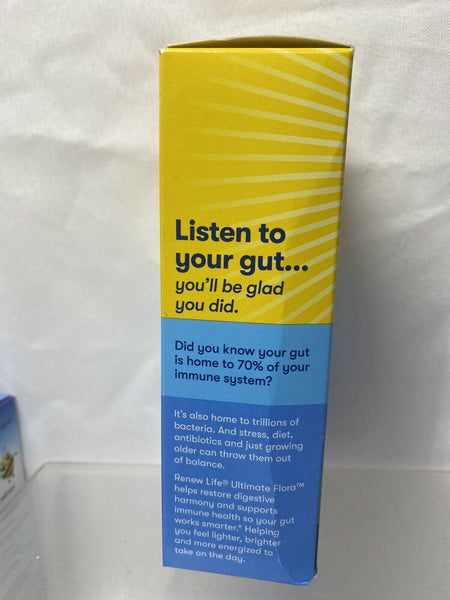 Listen to
your gut...
you'll be glad
you did.
Did you know your gut
is home to 70% of your
immune system?
It's also home to trillions of
bacteria. And stress, diet,
antibiotics and just growing
older can throw them out
of balance.
Renew Life® Ultimate Flora™
helps restore digestive
harmony and supports
immune health so your gut
works smarter.* Helping
you feel lighter, brighter
and more energized to
take on the day.